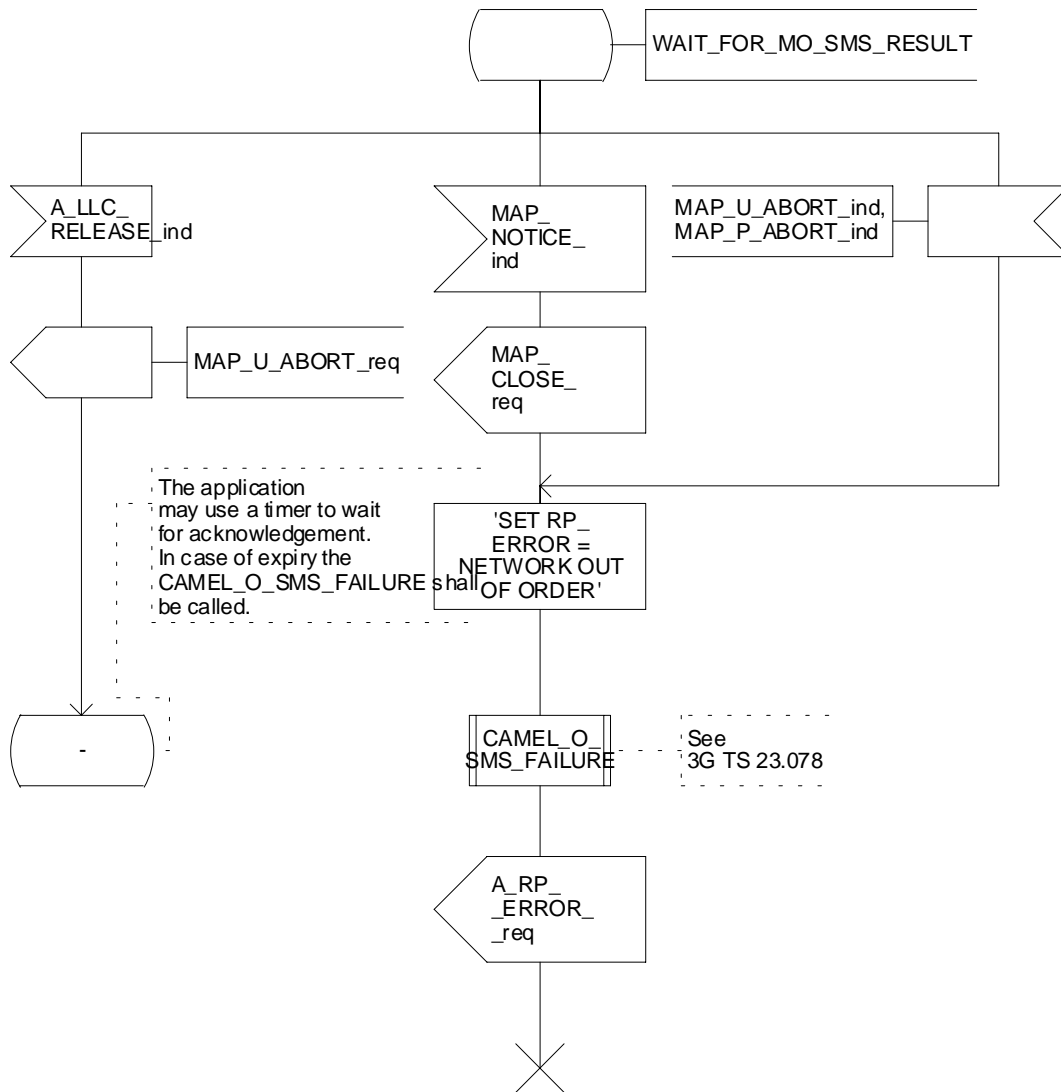 WAIT_FOR_MO_SMS_RESULT
A_LLC_
RELEASE_ind
MAP_
NOTICE_
ind
MAP_U_ABORT_ind,
MAP_P_ABORT_ind
MAP_U_ABORT_req
MAP_
CLOSE_
req
The application
may use a timer to wait
for acknowledgement.
In case of expiry the
CAMEL_O_SMS_FAILURE shall
be called.
'SET RP_
ERROR =
NETWORK OUT
OF ORDER'
-
CAMEL_O_
SMS_FAILURE
See
3G TS 23.078
A_RP_
_ERROR_
_req